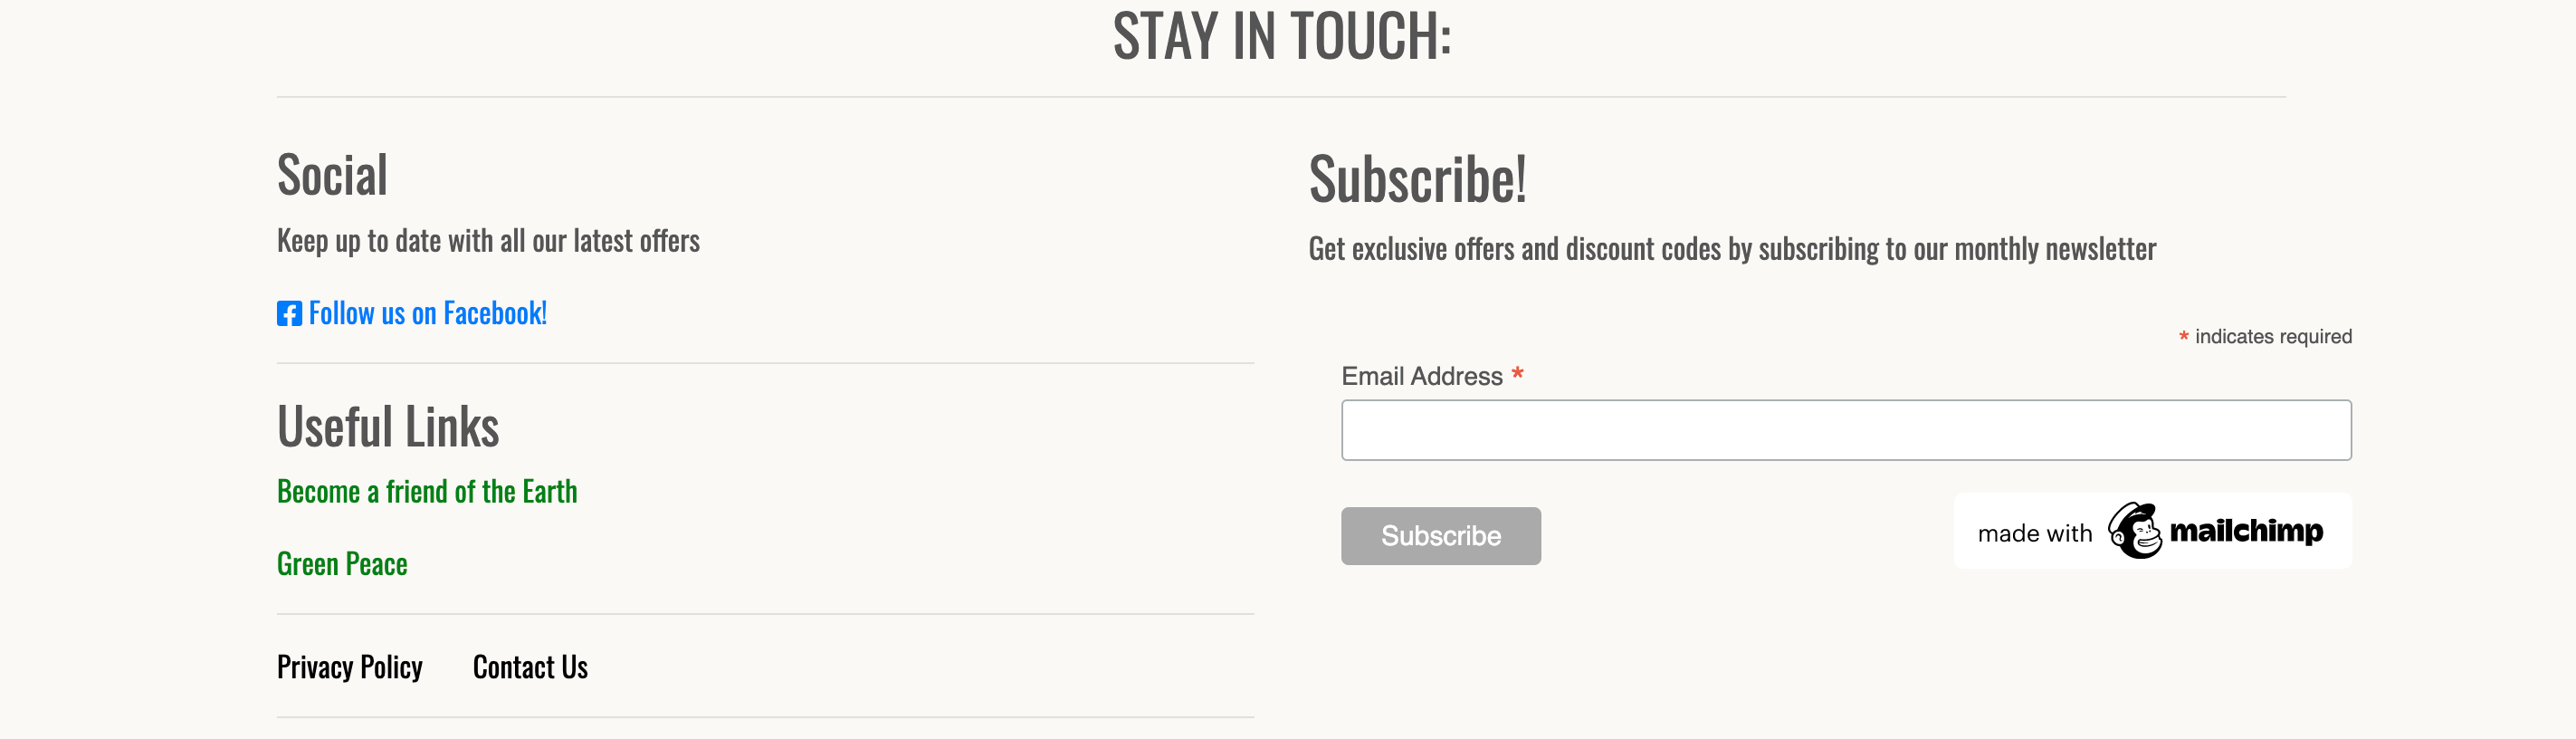 STAY IN TOUCH:
Social
Keep up to date with all our latest offers
Follow us on Facebook!
Useful Links
Become a friend of the Earth
Green Peace
Privacy Policy Contact Us
Subscribe!
Get exclusive offers and discount codes by subscribing to our monthly newsletter
* indicates required
Email Address *
Subscribe
made with mailchimp